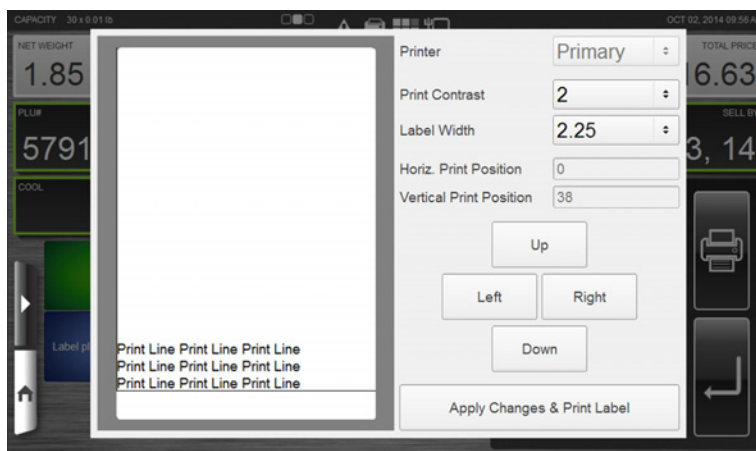 CAPACITY 30 x 0.01 lb
OCT 02, 2014 09:56 A
NET WEIGHT
1.85
TOTAL PRICE
6.63
PLU#
5791
SELL BY
3, 14
COOL
Label pl
Printer
Primary
Print Contrast
2
Label Width
2.25
Horiz. Print Position
0
Vertical Print Position
38
Up
Left
Right
Down
Apply Changes & Print Label
Print Line Print Line Print Line
Print Line Print Line Print Line
Print Line Print Line Print Line